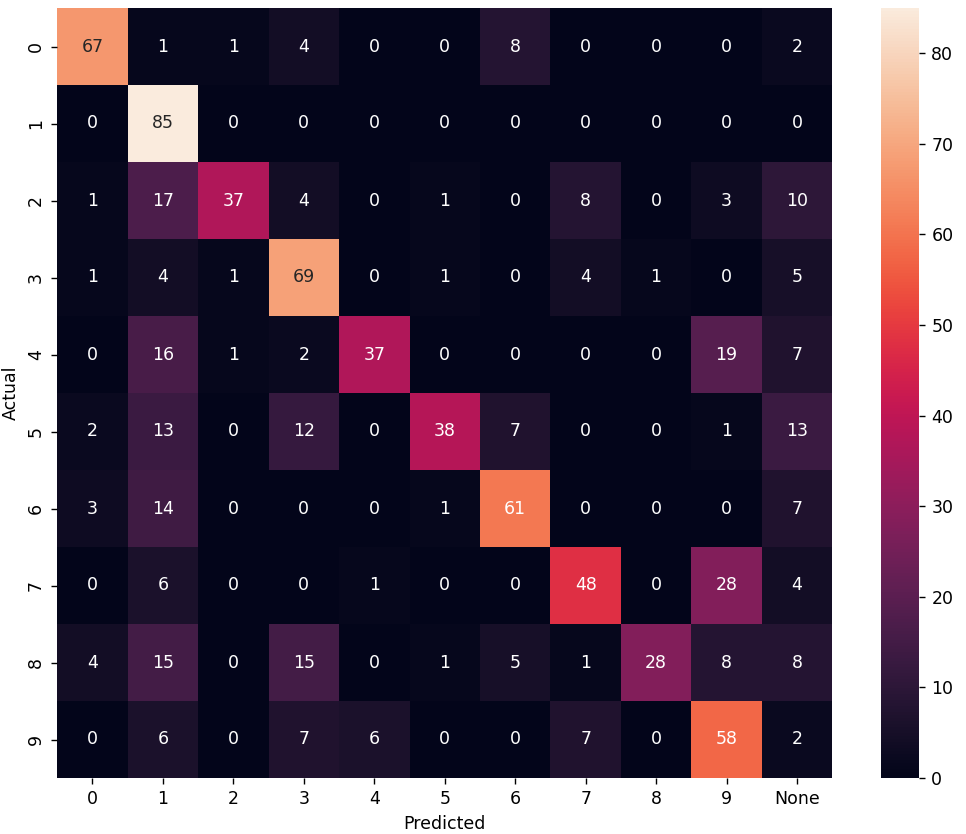 0 67 1 1 4 0 0 8 0 0 0 2
1 0 85 0 0 0 0 0 0 0 0 0
2 1 17 37 4 0 1 0 8 0 3 10
3 1 4 1 69 0 1 0 4 1 0 5
4 0 16 1 2 37 0 0 0 0 19 7
5 2 13 0 12 0 38 7 0 0 1 13
6 3 14 0 0 0 1 61 0 0 0 7
7 0 6 0 0 1 0 0 48 0 28 4
8 4 15 0 15 0 1 5 1 28 8 8
9 0 6 0 7 6 0 0 7 0 58 2
0 1 2 3 4 5 6 7 8 9 None
Predicted
Actual
80
70
60
50
40
30
20
10
0